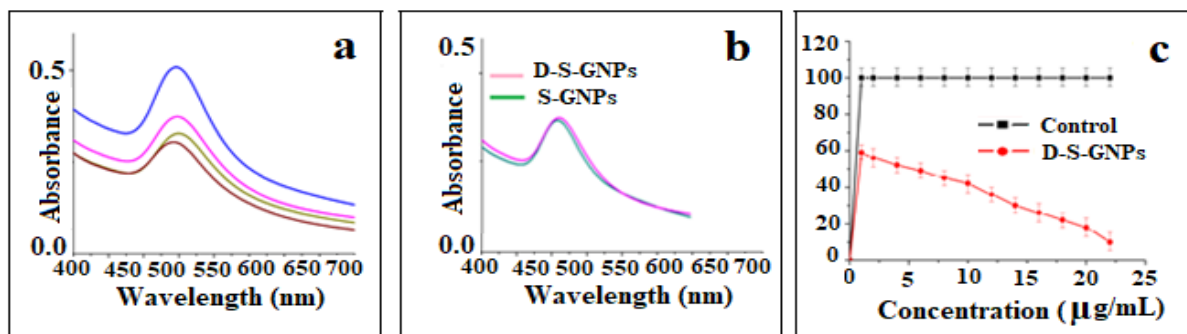 a
0.5
Absorbance
0.0
400 450 500 550 600 650 700
Wavelength (nm)
b
0.5
D-S-GNPs
S-GNPs
Absorbance
0.0
400 450 500 550 600 650 700
Wavelength (nm)
c
120
100
80
60
40
20
0
Control
D-S-GNPs
0 5 10 15 20 25
Concentration (μg/mL)